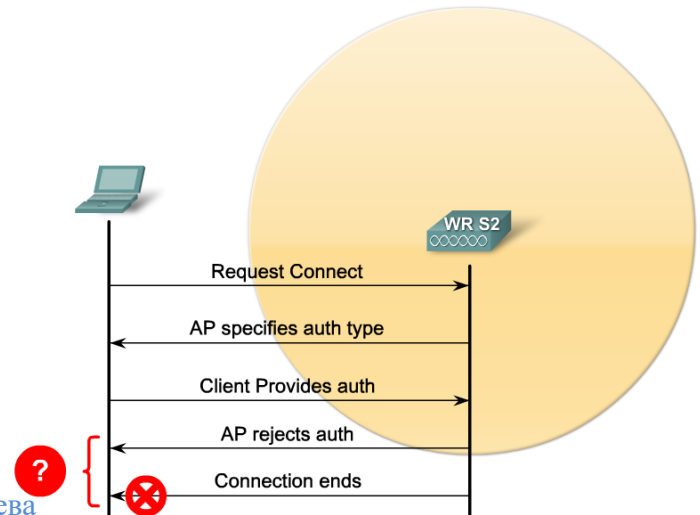 WR S2
Request Connect
AP specifies auth type
Client Provides auth
AP rejects auth
?
Connection ends
ева